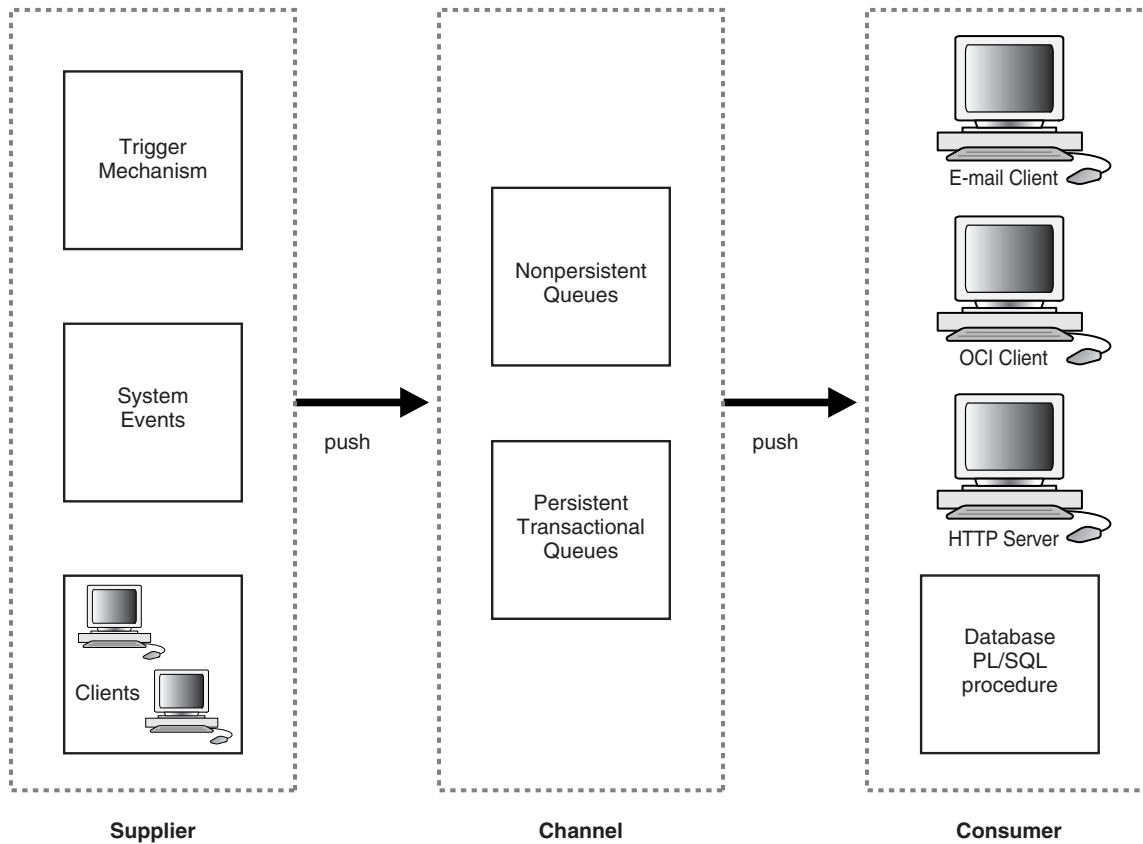 Trigger
Mechanism
System
Events
Clients
Supplier
push
Nonpersistent
Queues
Persistent
Transactional
Queues
Channel
push
E-mail Client
OCI Client
HTTP Server
Database
PL/SQL
procedure
Consumer